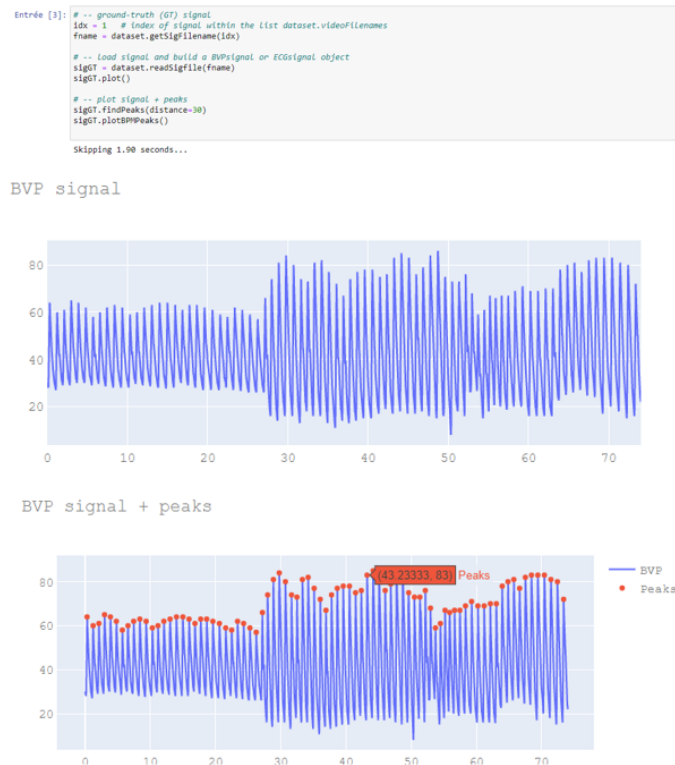 Entrée [3]: # -- ground-truth (GT) signal
idx = 1   # index of signal within the list dataset.videoFilenames
fname = dataset.getSigFilename(idx)
# -- load signal and build a BVPsignal or ECGsignal object
sigGT = dataset.readSigfile(fname)
sigGT.plot()
# -- plot signal + peaks
sigGT.findPeaks(distance=30)
sigGT.plotBPMPeaks()
Skipping 1.90 seconds...
BVP signal
80
60
40
20
0 10 20 30 40 50 60 70
BVP signal + peaks
BVP
Peaks
(43.23333, 83) Peaks
80
60
40
20
0 10 20 30 40 50 60 70